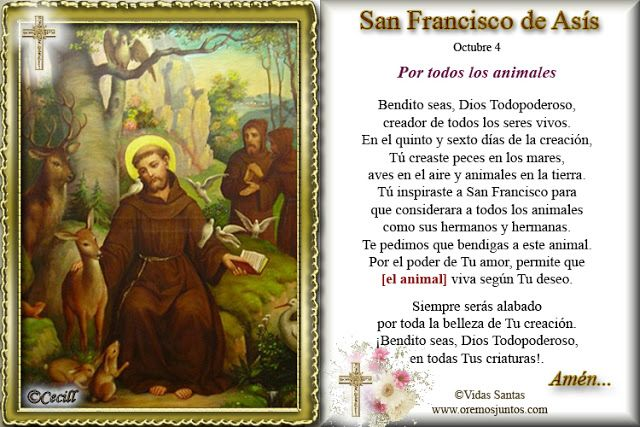 San Francisco de Asís
Octubre 4
Por todos los animales
Bendito seas, Dios Todopoderoso,
creador de todos los seres vivos.
En el quinto y sexto días de la creación,
Tú creaste peces en los mares,
aves en el aire y animales en la tierra.
Tú inspiraste a San Francisco para
que considerara a todos los animales
como sus hermanos y hermanas.
Te pedimos que bendigas a este animal.
Por el poder de Tu amor, permite que
[el animal] viva según Tu deseo.
Siempre serás alabado
por toda la belleza de Tu creación.
¡Bendito seas, Dios Todopoderoso,
en todas Tus criaturas!.
Amén...
©Vidas Santas
www.oremosjuntos.com
©Cecill